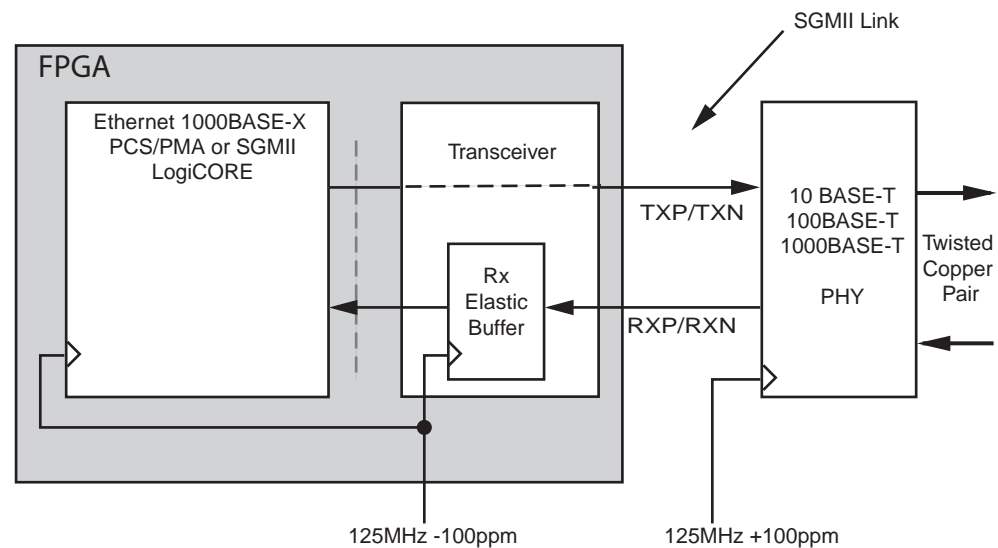 SGMII Link
FPGA
Ethernet 1000BASE-X
PCS/PMA or SGMII
LogiCORE
Transceiver
TXP/TXN
10 BASE-T
100BASE-T
1000BASE-T
PHY
Twisted
Copper
Pair
Rx
Elastic
Buffer
RXP/RXN
125MHz -100ppm
125MHz +100ppm